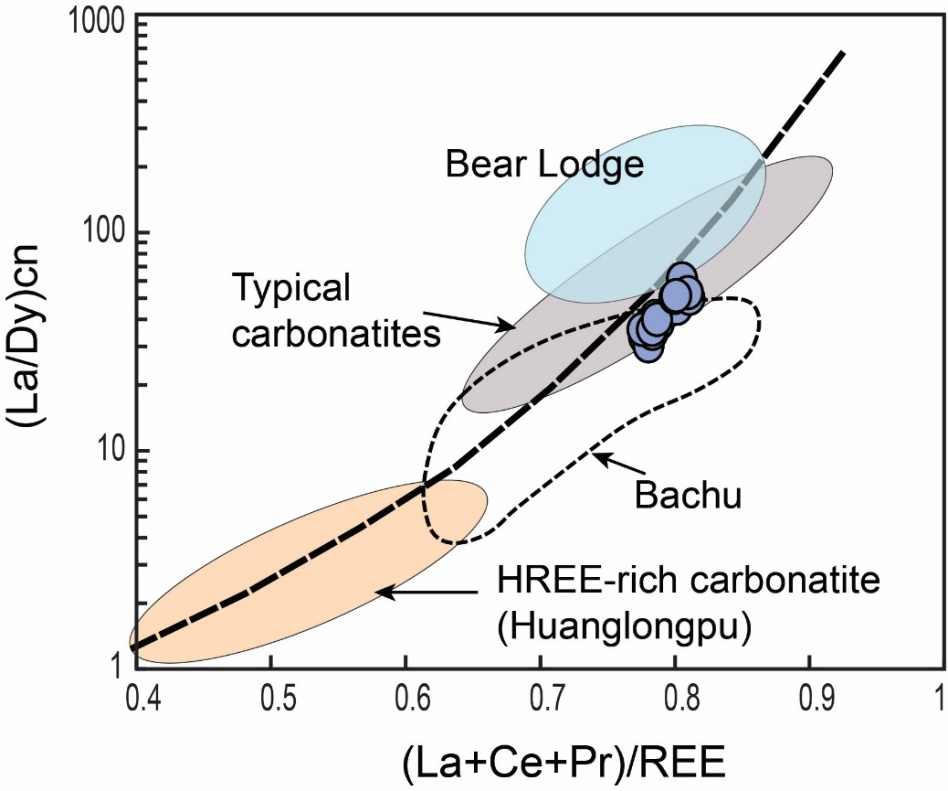 1000
100
10
1
(La/Dy)cn
Bear Lodge
Typical
carbonatites
Bachu
HREE-rich carbonatite
(Huanglongpu)
0.4 0.5 0.6 0.7 0.8 0.9 1
(La+Ce+Pr)/REE